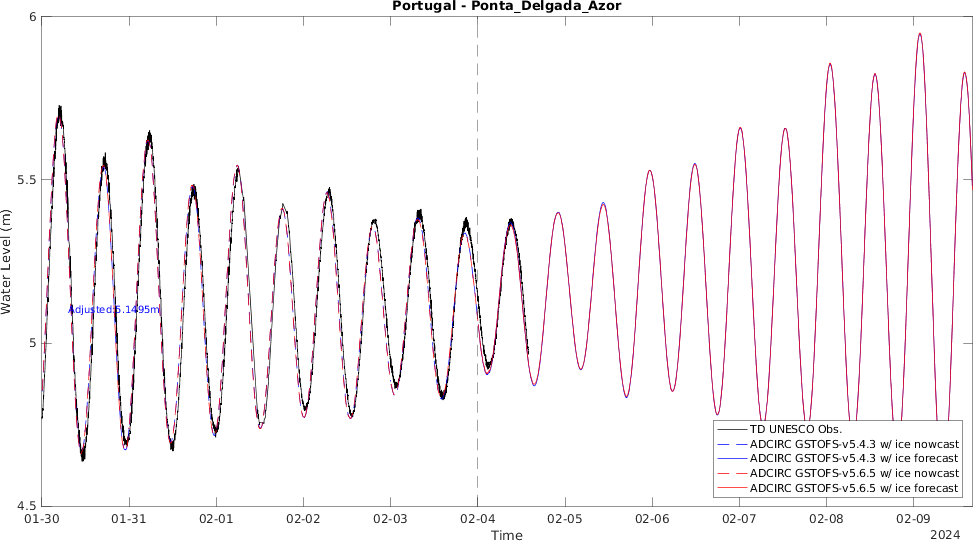 Portugal - Ponta_Delgada_Azor
6
5.5
5
4.5
Water Level (m)
Adjusted:5.1495m
TD UNESCO Obs.
ADCIRC GSTOFS-v5.4.3 w/ ice nowcast
ADCIRC GSTOFS-v5.4.3 w/ ice forecast
ADCIRC GSTOFS-v5.6.5 w/ ice nowcast
ADCIRC GSTOFS-v5.6.5 w/ ice forecast
01-30 01-31 02-01 02-02 02-03 02-04 02-05 02-06 02-07 02-08 02-09
Time
2024